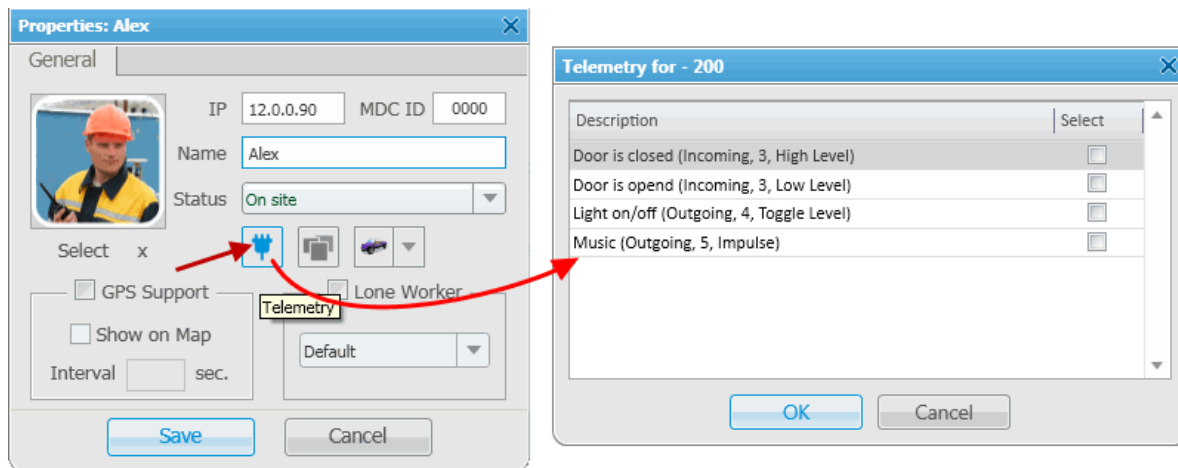 Properties: Alex
General
IP 12.0.0.90 MDC ID 0000
Name Alex
Status On site
Select x
Telemetry
GPS Support
Show on Map
Interval sec.
Lone Worker
Default
Save Cancel
Telemetry for - 200
Description Select
Door is closed (Incoming, 3, High Level)
Door is opend (Incoming, 3, Low Level)
Light on/off (Outgoing, 4, Toggle Level)
Music (Outgoing, 5, Impulse)
OK Cancel